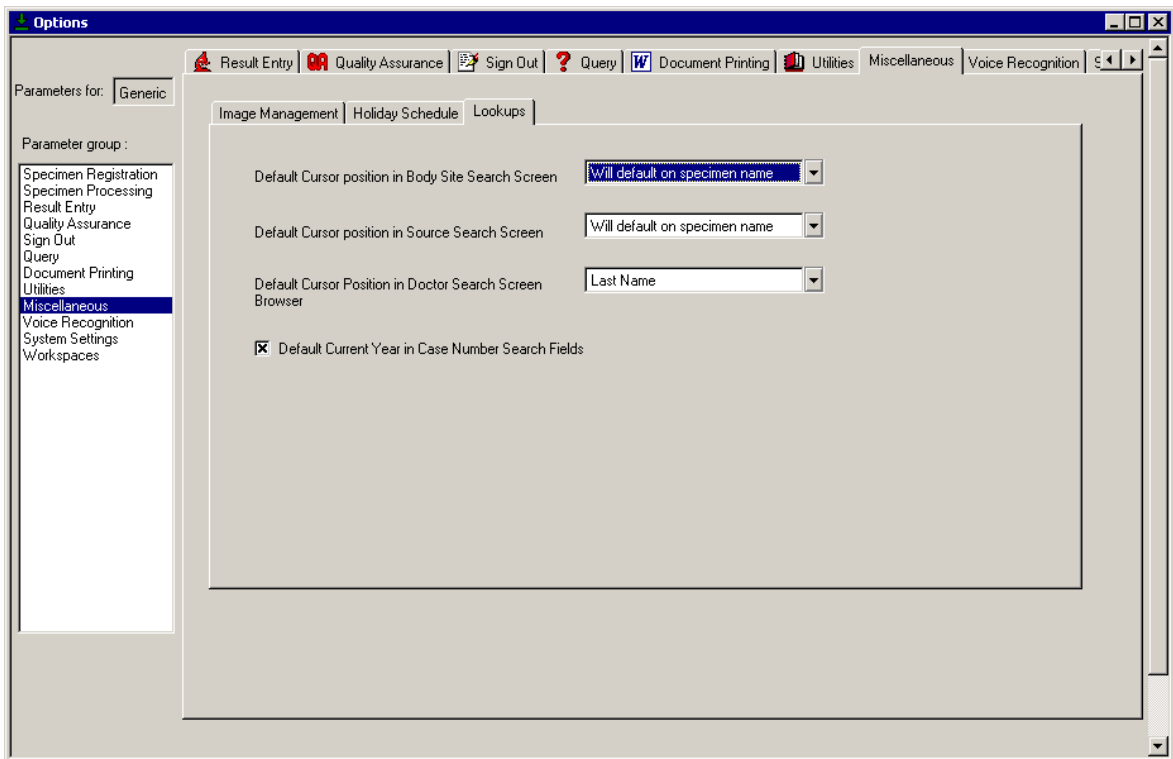 Options
Result Entry
QA Quality Assurance
Sign Out
? Query
W Document Printing
Utilities
Miscellaneous
Voice Recognition
Parameters for: Generic
Image Management
Holiday Schedule
Lookups
Parameter group :
Specimen Registration
Specimen Processing
Result Entry
Quality Assurance
Sign Out
Query
Document Printing
Utilities
Miscellaneous
Voice Recognition
System Settings
Workspaces
Default Cursor position in Body Site Search Screen
Will default on specimen name
Default Cursor position in Source Search Screen
Will default on specimen name
Default Cursor Position in Doctor Search Screen
Browser
Last Name
Default Current Year in Case Number Search Fields